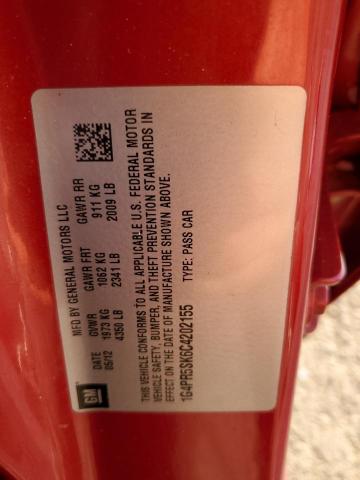 MFD BY GENERAL MOTORS LLC
DATE GVWR GAWR FRT GAWR RR
05/12 1973 KG 1062 KG 911 KG
4350 LB 2341 LB 2009 LB
THIS VEHICLE CONFORMS TO ALL APPLICABLE U.S. FEDERAL MOTOR
VEHICLE SAFETY, BUMPER, AND THEFT PREVENTION STANDARDS IN
EFFECT ON THE DATE OF MANUFACTURE SHOWN ABOVE.
1G4PR5SK6C4202155 TYPE: PASS CAR
GM